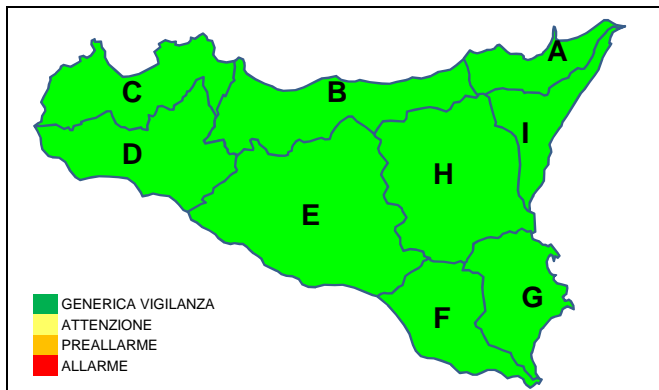 A
B
C
I
D
H
E
G
F
GENERICA VIGILANZA
ATTENZIONE
PREALLARME
ALLARME